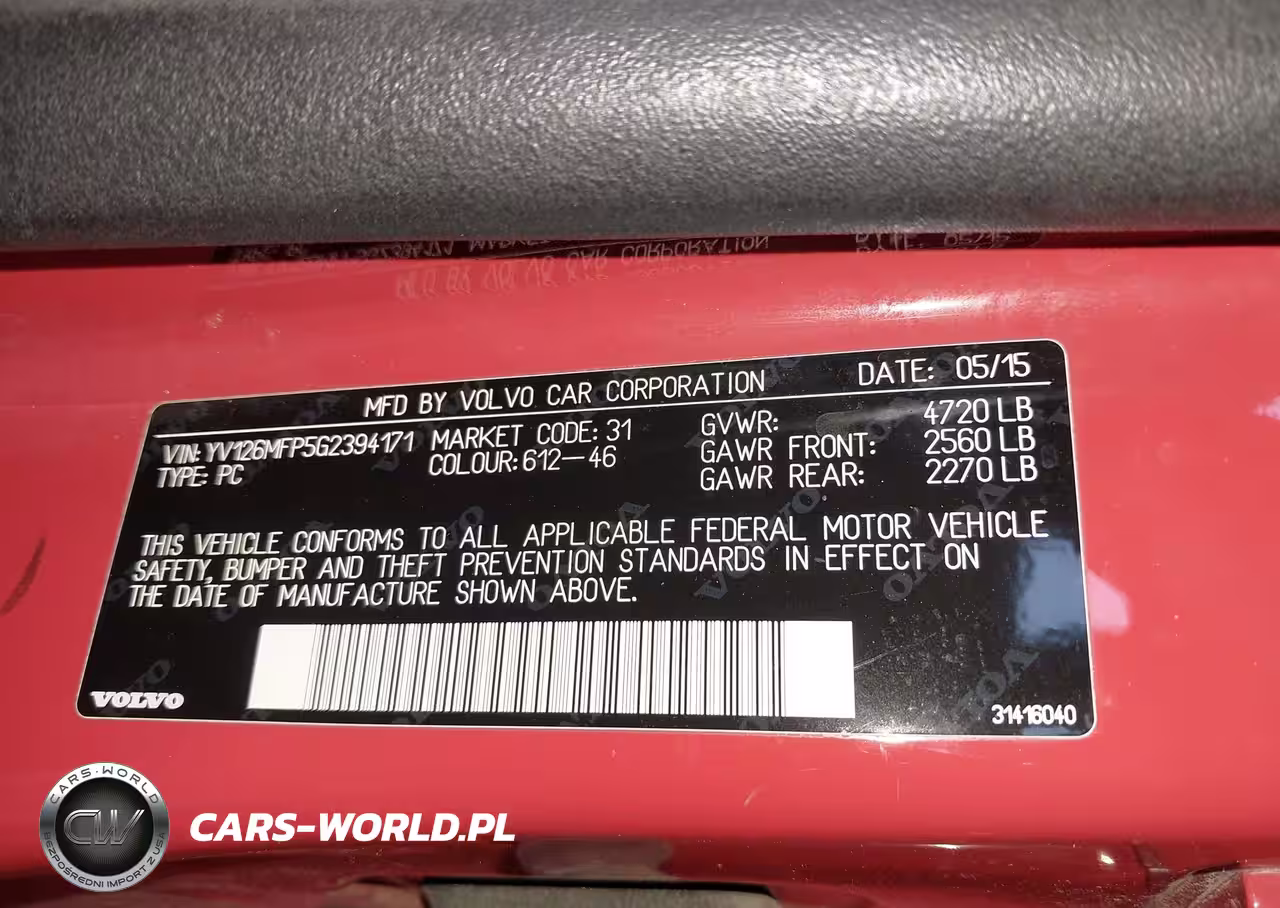 MFD BY VOLVO CAR CORPORATION DATE: 05/15
VIN: YV126MFP5G2394171 MARKET CODE: 31 GVWR: 4720 LB
TYPE: PC COLOUR: 612-46 GAWR FRONT: 2560 LB
GAWR REAR: 2270 LB
THIS VEHICLE CONFORMS TO ALL APPLICABLE FEDERAL MOTOR VEHICLE
SAFETY, BUMPER AND THEFT PREVENTION STANDARDS IN EFFECT ON
THE DATE OF MANUFACTURE SHOWN ABOVE.
VOLVO
31416040
CARS-WORLD
CW
BEZPOŚREDNI IMPORT Z USA
CARS-WORLD.PL